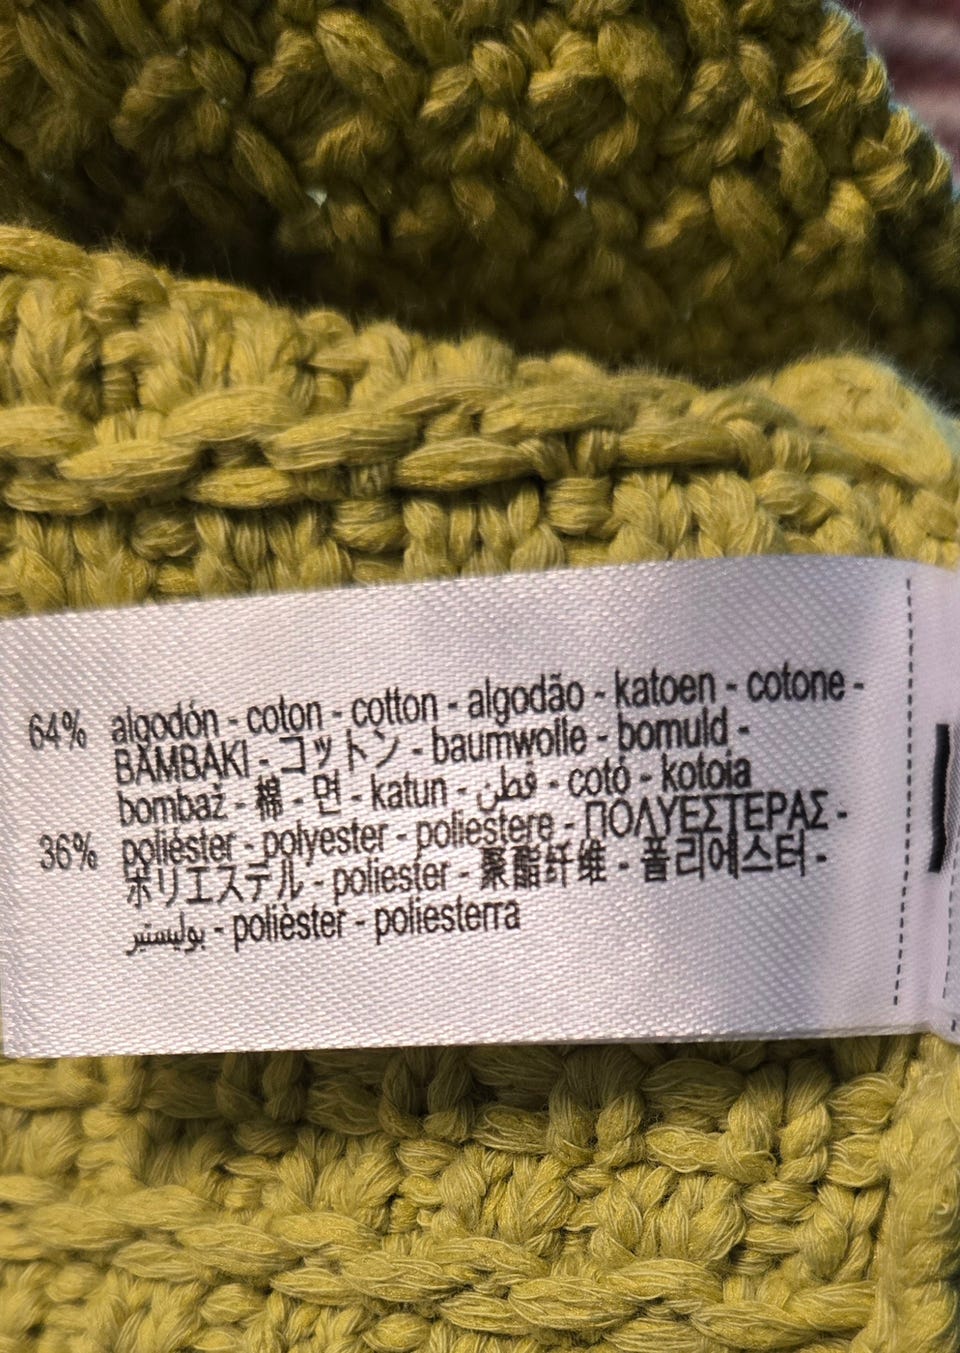 64% algodón - coton - cotton - algodão - katoen - cotone -
BAMBAKI - コットン - baumwolle - bomuld -
bombaž - 棉 - 면 - katun - قطن - cotó - kotoia
36% poliéster - polyester - poliestere - ΠΟΛΥΕΣΤΕΡΑΣ -
ポリエステル - poliester - 聚酯纤维 - 폴리에스터 -
بوليستير - polièster - poliesterra